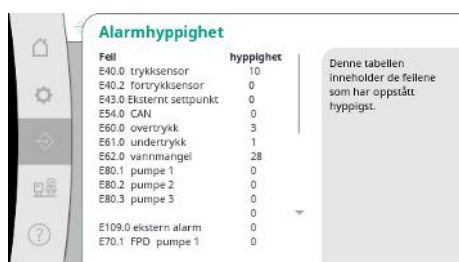 Alarmhyppighet
Feil hyppighet
E40.0 trykksensor 10
E40.2 fortrykksensor 0
E43.0 Eksternt settpunkt 0
E54.0 CAN 0
E60.0 overtrykk 3
E61.0 undertrykk 1
E62.0 vannmangel 28
E80.1 pumpe 1 0
E80.2 pumpe 2 0
E80.3 pumpe 3 0
0
E109.0 ekstern alarm 0
E70.1 FPD pumpe 1 0
Denne tabellen
inneholder de feilene
som har oppstått
hyppigst.